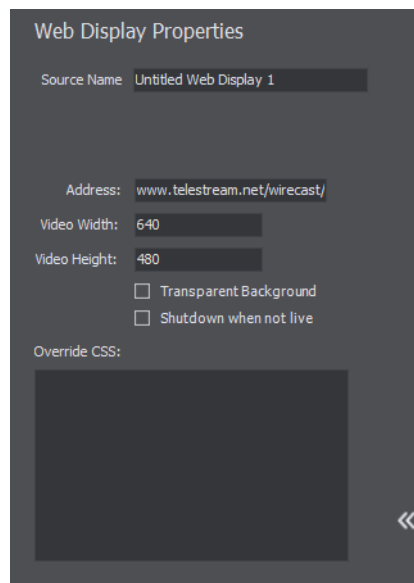 Web Display Properties
Source Name Untitled Web Display 1
Address: www.telestream.net/wirecast/
Video Width: 640
Video Height: 480
Transparent Background
Shutdown when not live
Override CSS: